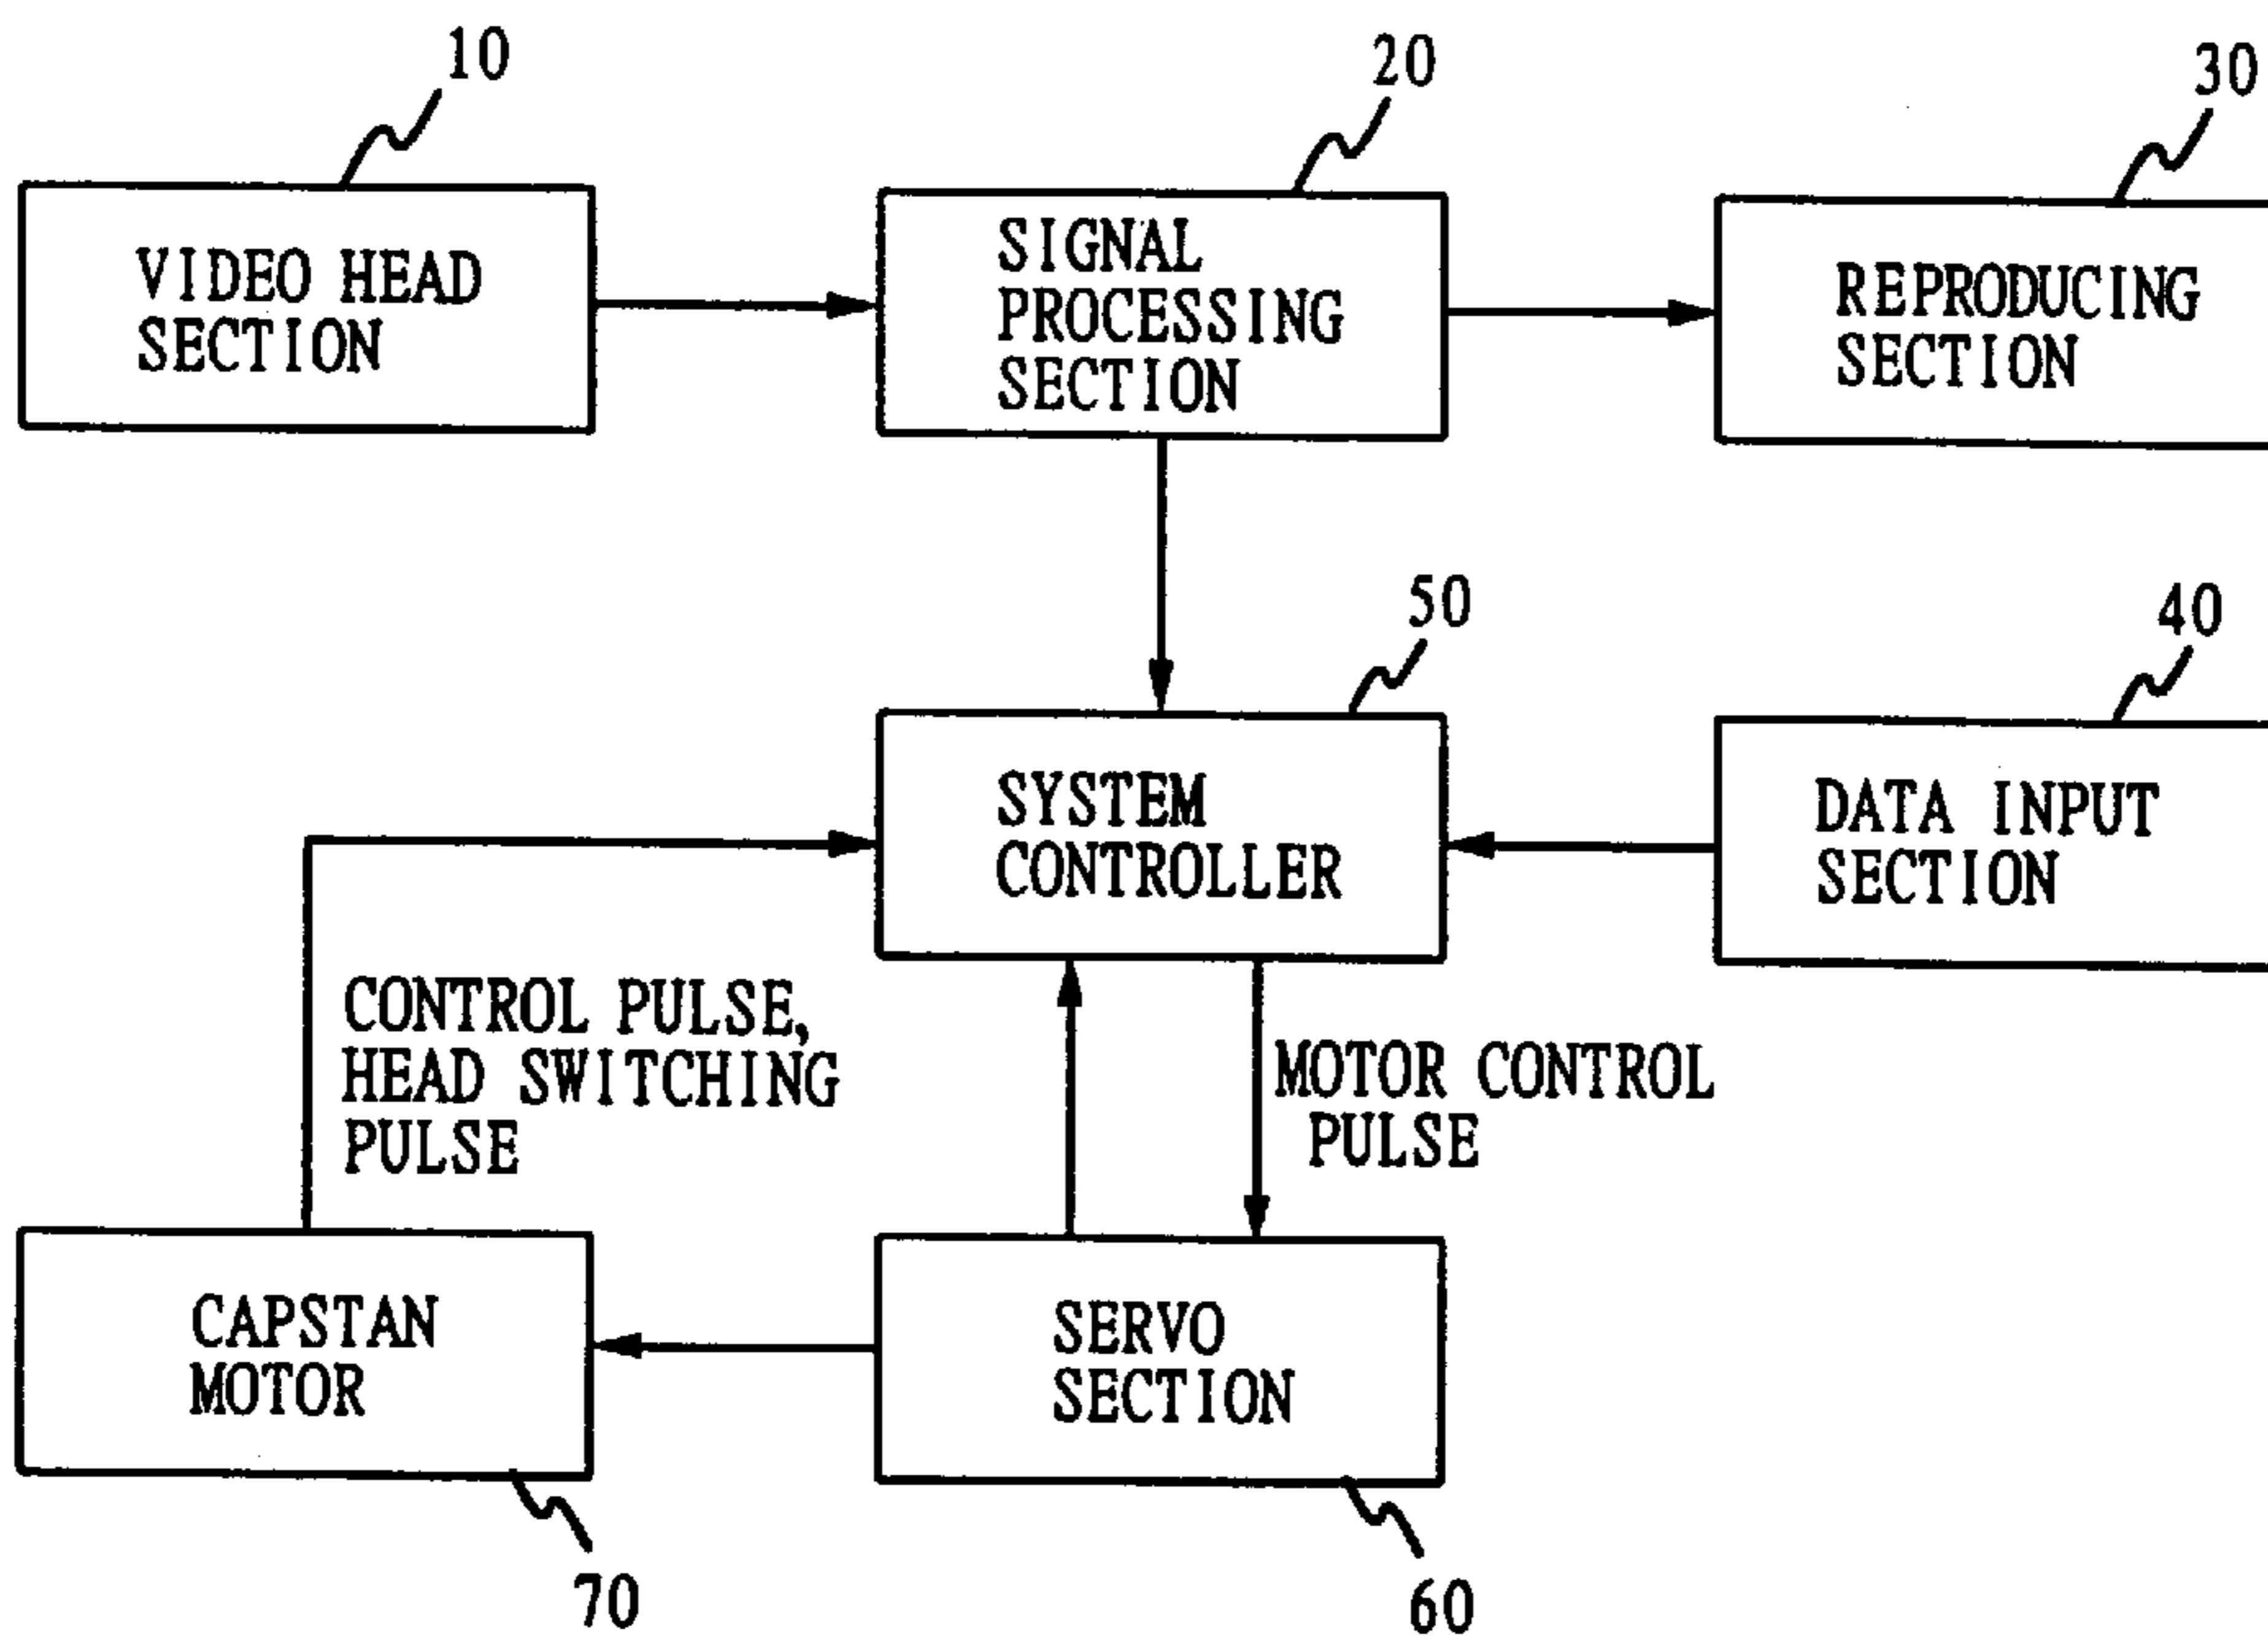 10
20
30
VIDEO HEAD
SECTION
SIGNAL
PROCESSING
SECTION
REPRODUCING
SECTION
50
40
SYSTEM
CONTROLLER
DATA INPUT
SECTION
CONTROL PULSE,
HEAD SWITCHING
PULSE
MOTOR CONTROL
PULSE
CAPSTAN
MOTOR
SERVO
SECTION
70
60